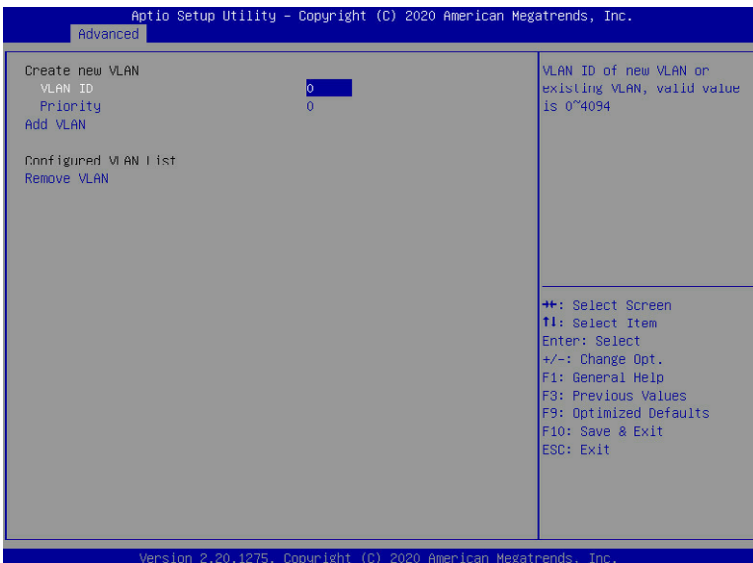 Aptio Setup Utility – Copyright (C) 2020 American Megatrends, Inc.
Advanced
Create new VLAN
VLAN ID 0
Priority 0
Add VLAN
Configured VLAN List
Remove VLAN
VLAN ID of new VLAN or
existing VLAN, valid value
is 0~4094
→←: Select Screen
↑↓: Select Item
Enter: Select
+/-: Change Opt.
F1: General Help
F3: Previous Values
F9: Optimized Defaults
F10: Save & Exit
ESC: Exit
Version 2.20.1275. Copyright (C) 2020 American Megatrends, Inc.